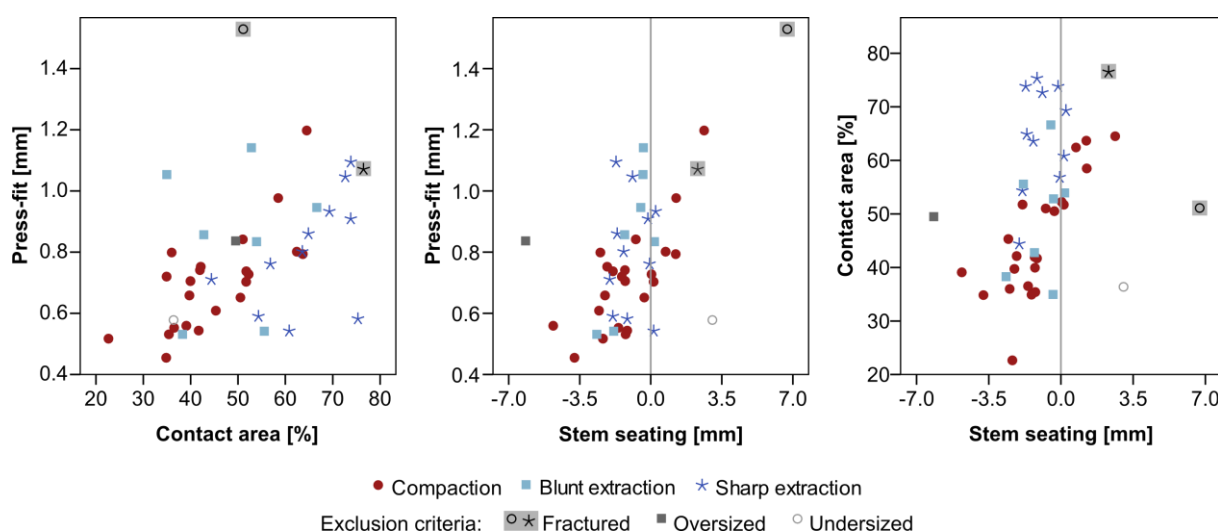 Press-fit [mm]
1.4
1.2
1.0
0.8
0.6
0.4
20 30 40 50 60 70 80
Contact area [%]
Press-fit [mm]
1.4
1.2
1.0
0.8
0.6
0.4
-7.0 -3.5 0.0 3.5 7.0
Stem seating [mm]
Contact area [%]
80
70
60
50
40
30
20
-7.0 -3.5 0.0 3.5 7.0
Stem seating [mm]
Compaction Blunt extraction Sharp extraction
Exclusion criteria: Fractured Oversized Undersized